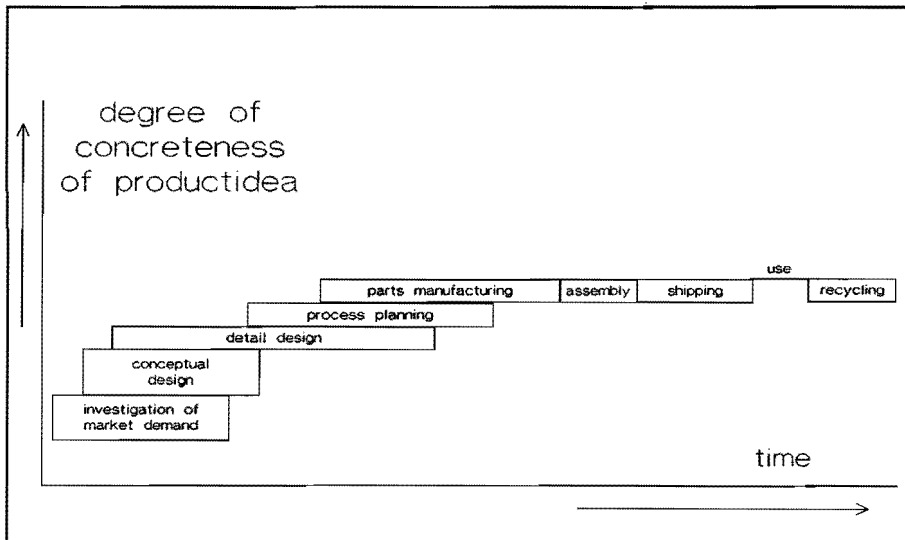 degree of
concreteness
of productidea
use
parts manufacturing
assembly
shipping
recycling
process planning
detail design
conceptual
design
investigation of
market demand
time